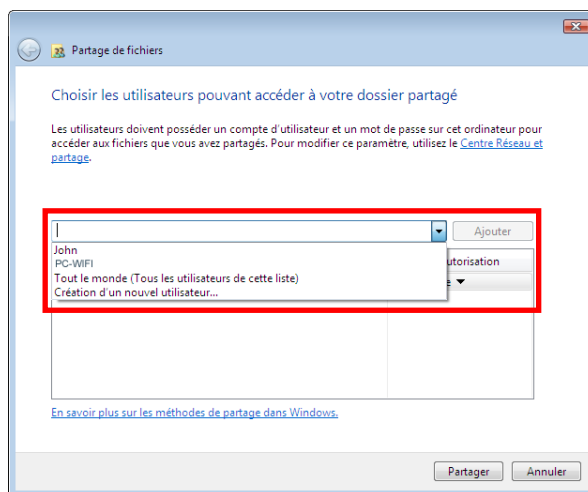 Partage de fichiers
Choisir les utilisateurs pouvant accéder à votre dossier partagé
Les utilisateurs doivent posséder un compte d'utilisateur et un mot de passe sur cet ordinateur pour
accéder aux fichiers que vous avez partagés. Pour modifier ce paramètre, utilisez le Centre Réseau et
partage.
Ajouter
John
PC-WIFI
utorisation
Tout le monde (Tous les utilisateurs de cette liste)
e
Création d'un nouvel utilisateur...
En savoir plus sur les méthodes de partage dans Windows.
Partager Annuler